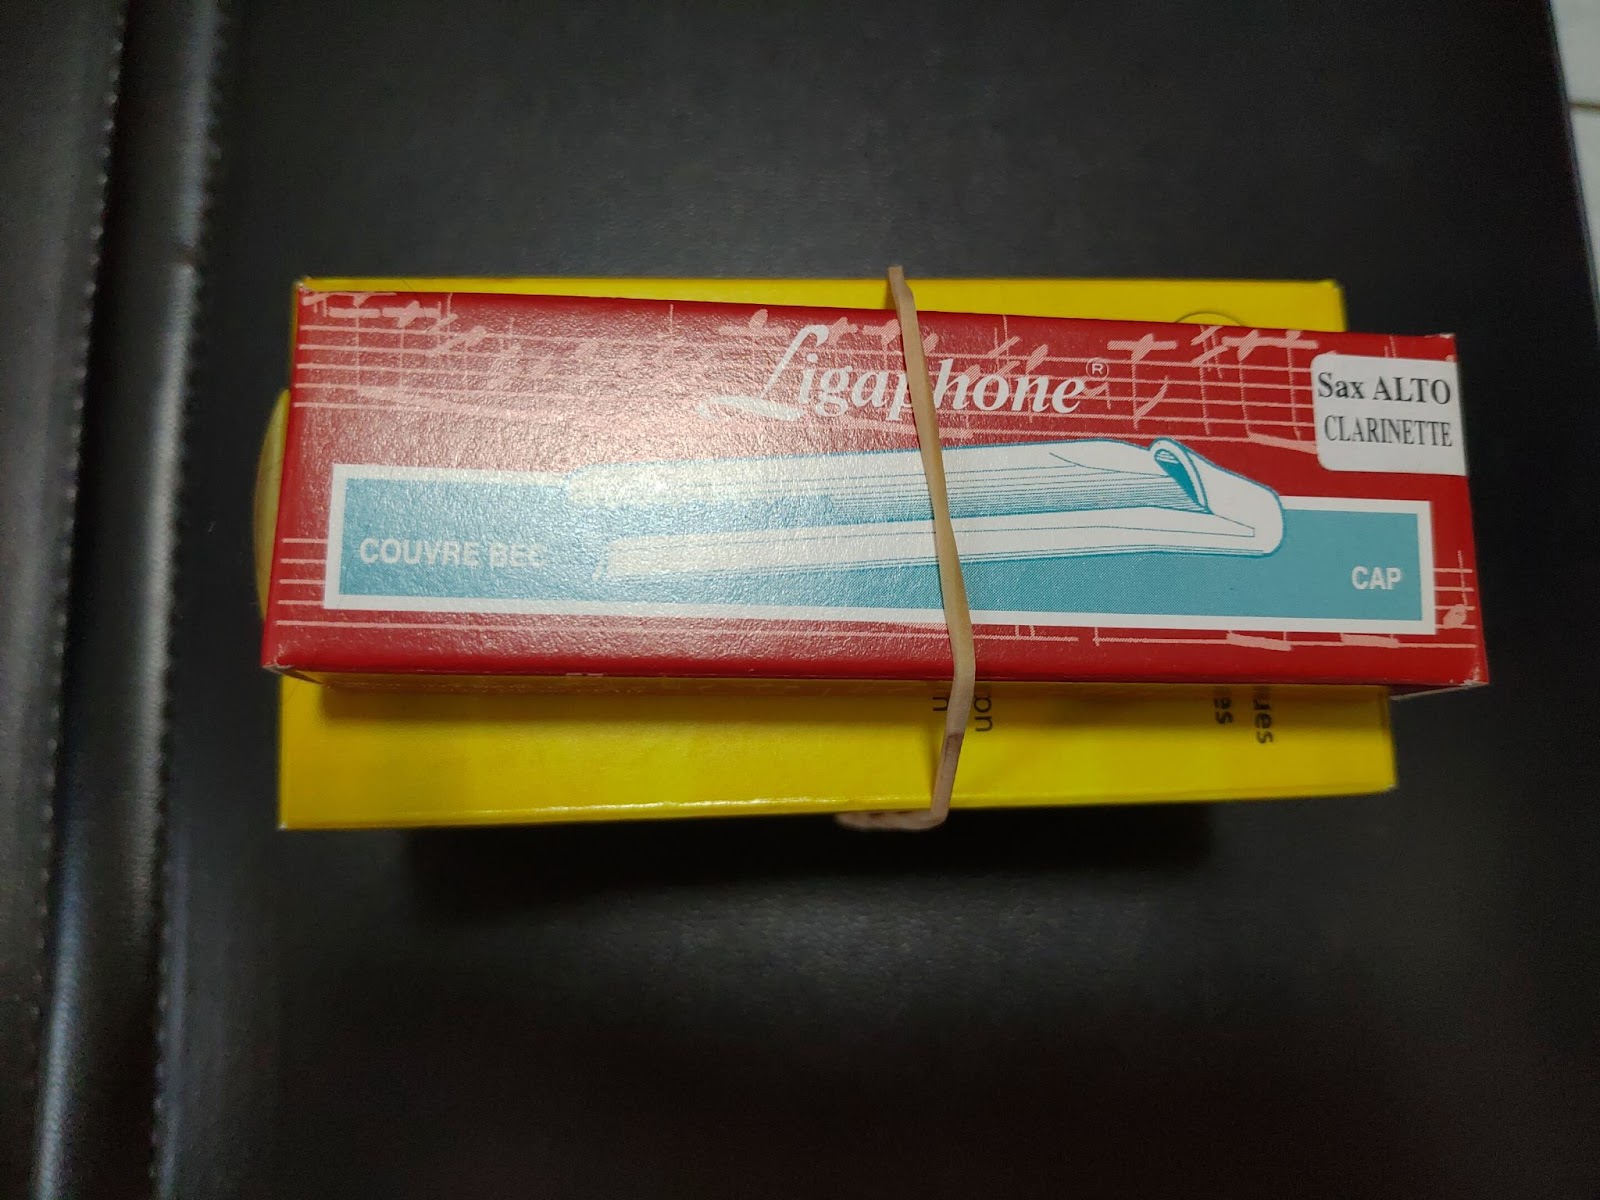 Ligaphone®
Sax ALTO
CLARINETTE
COUVRE BEC
CAP